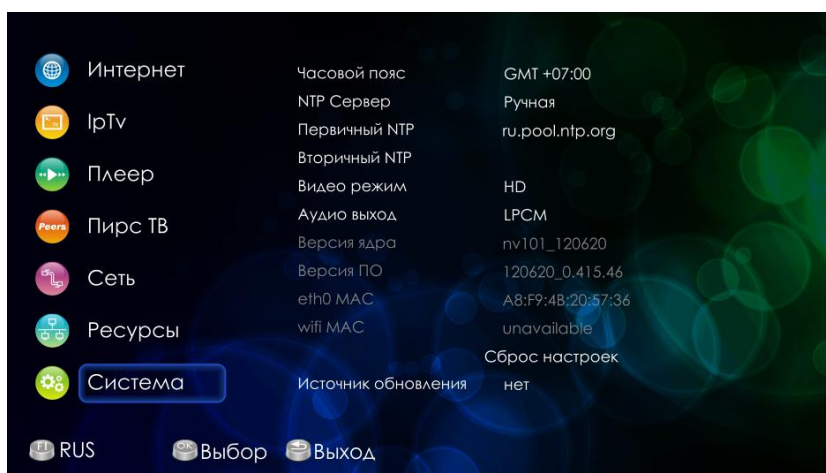 Интернет
IpTv
Плеер
Peers
Пирс ТВ
Сеть
Ресурсы
Система
Часовой пояс GMT +07:00
NTP Сервер Ручная
Первичный NTP ru.pool.ntp.org
Вторичный NTP
Видео режим HD
Аудио выход LPCM
Версия ядра nv101_120620
Версия ПО 120620_0.415.46
eth0 MAC A8:F9:4B:20:57:36
wifi MAC unavailable
Сброс настроек
Источник обновления нет
F1 RUS OK Выбор Выход